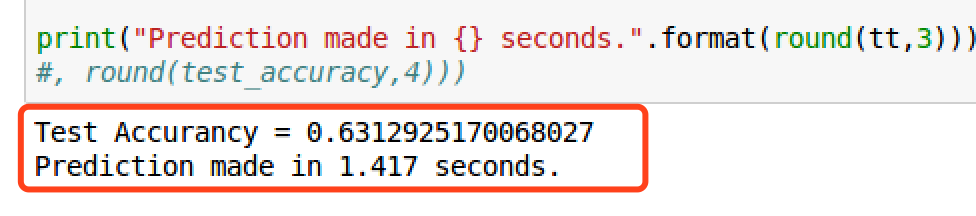 print("Prediction made in {} seconds.".format(round(tt,3)))
#, round(test_accuracy,4)))
Test Accurancy = 0.6312925170068027
Prediction made in 1.417 seconds.